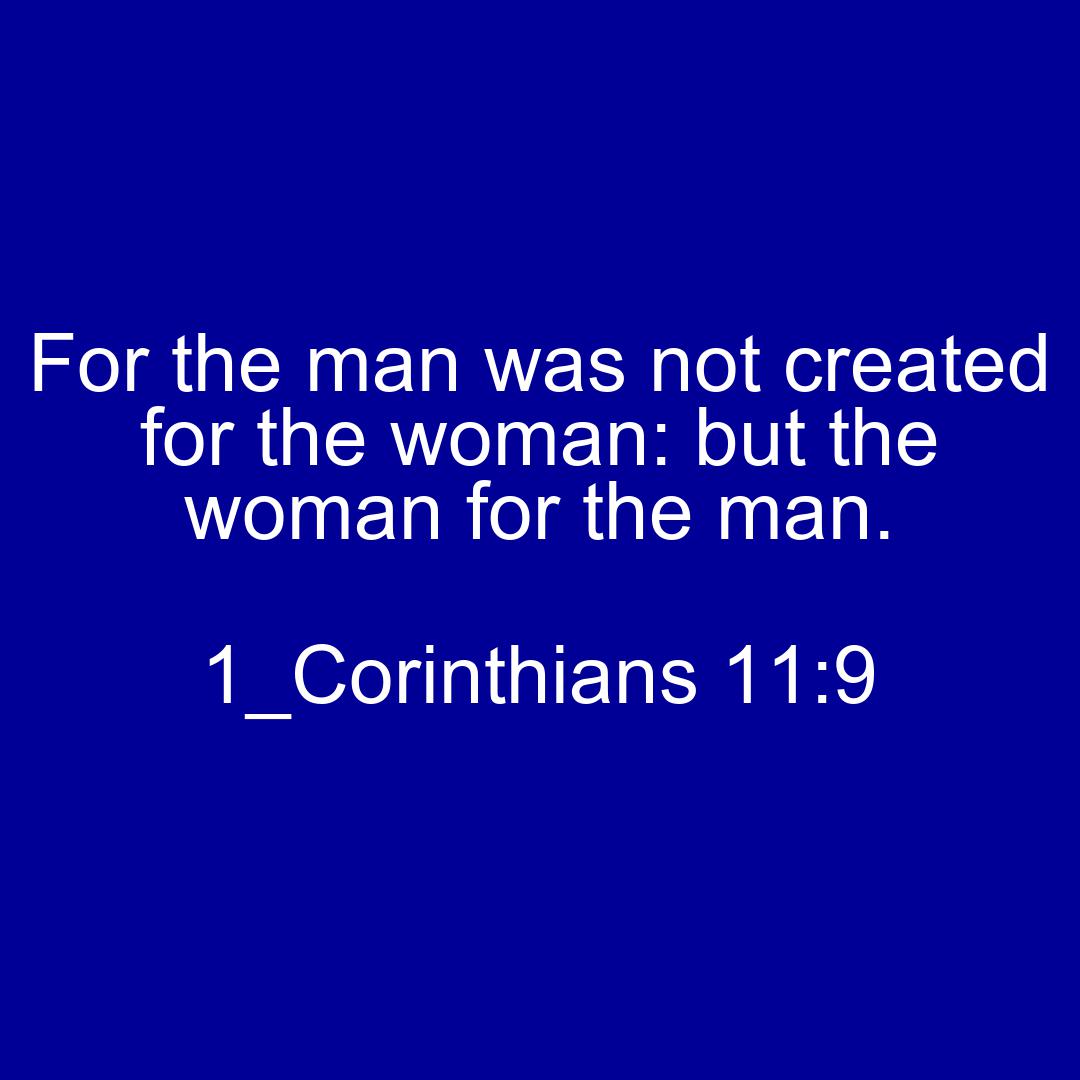 For the man was not created
for the woman: but the
woman for the man.
1_Corinthians 11:9